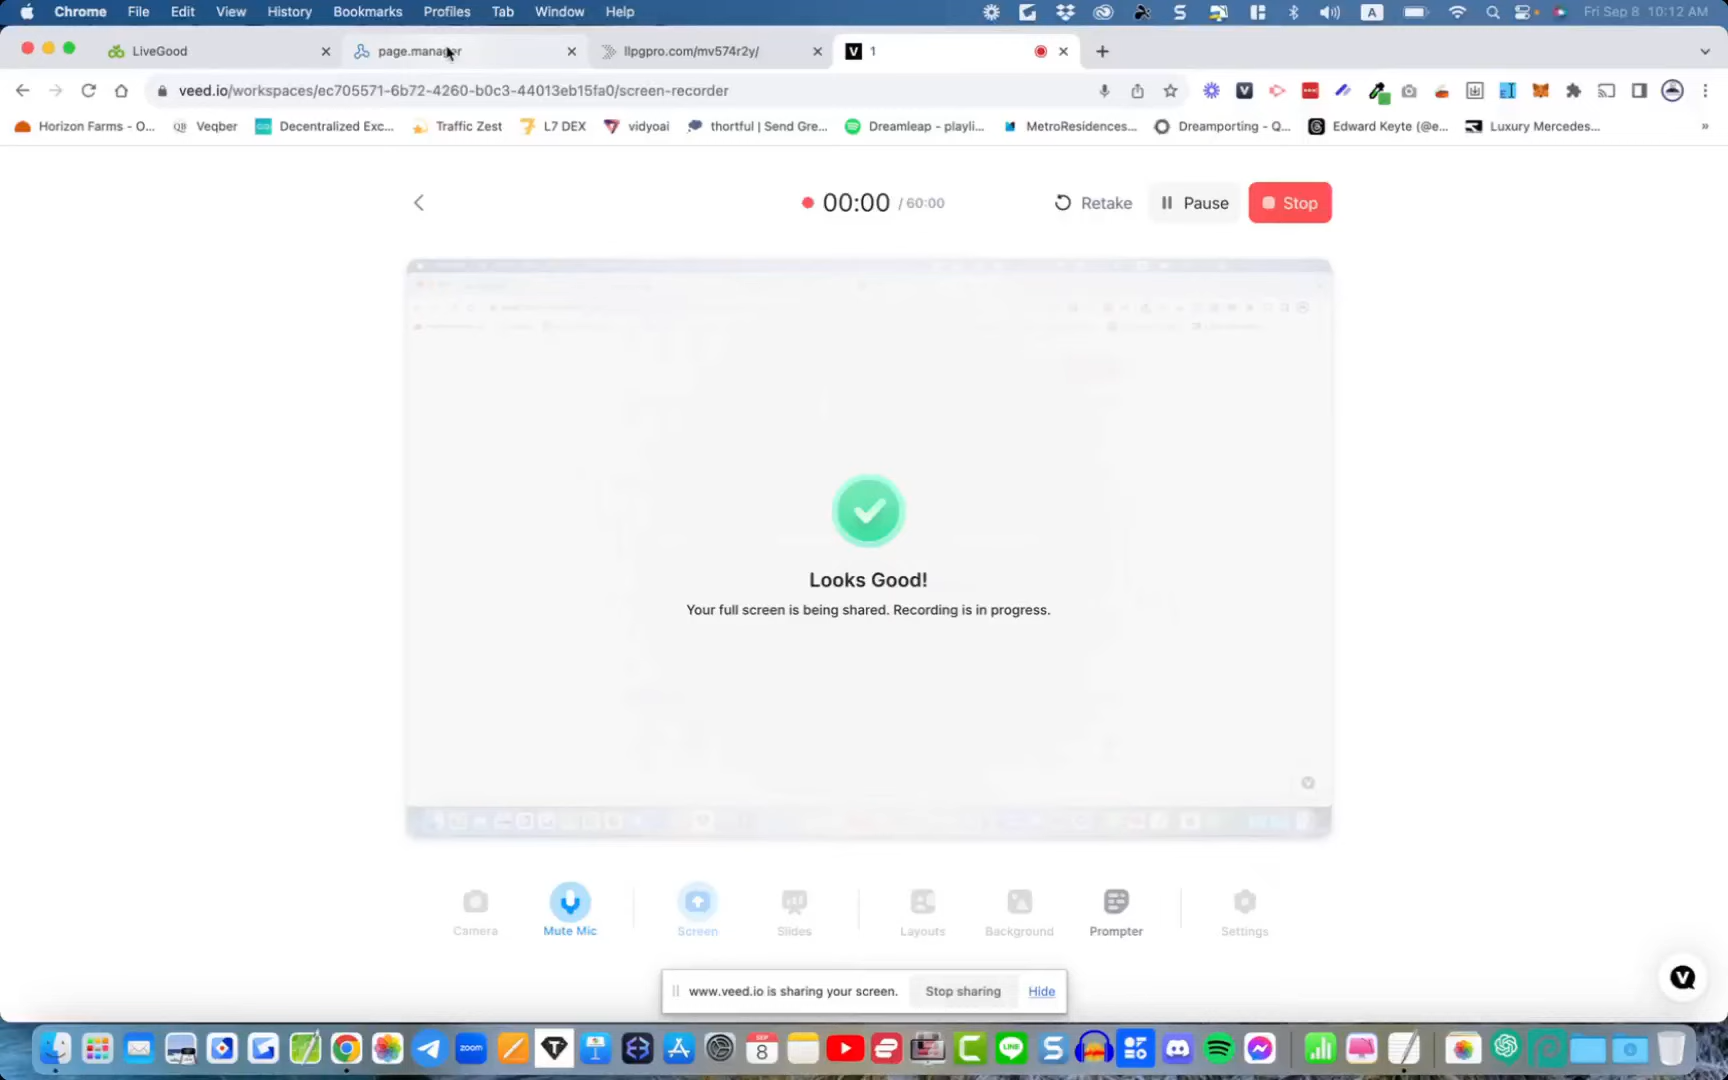 Chrome File Edit View History Bookmarks Profiles Tab Window Help Fri Sep 8 10:12 AM
LiveGood page.manager llpgpro.com/mv574r2y/ 1
veed.io/workspaces/ec705571-6b72-4260-b0c3-44013eb15fa0/screen-recorder
Horizon Farms - O... Veqber Decentralized Exc... Traffic Zest L7 DEX vidyoai thortful | Send Gre... Dreamleap - playli... MetroResidences... Dreamporting - Q... Edward Keyte (@e... Luxury Mercedes... »
00:00 / 60:00 Retake Pause Stop
Looks Good!
Your full screen is being shared. Recording is in progress.
Camera Mute Mic Screen Slides Layouts Background Prompter Settings
www.veed.io is sharing your screen. Stop sharing Hide
zoom
SEP
8